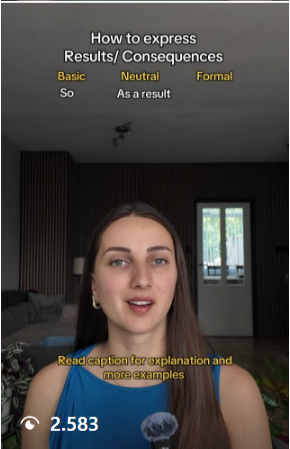 How to express
Results/ Consequences
Basic Neutral Formal
So As a result
Read caption for explanation and
more examples
2.583